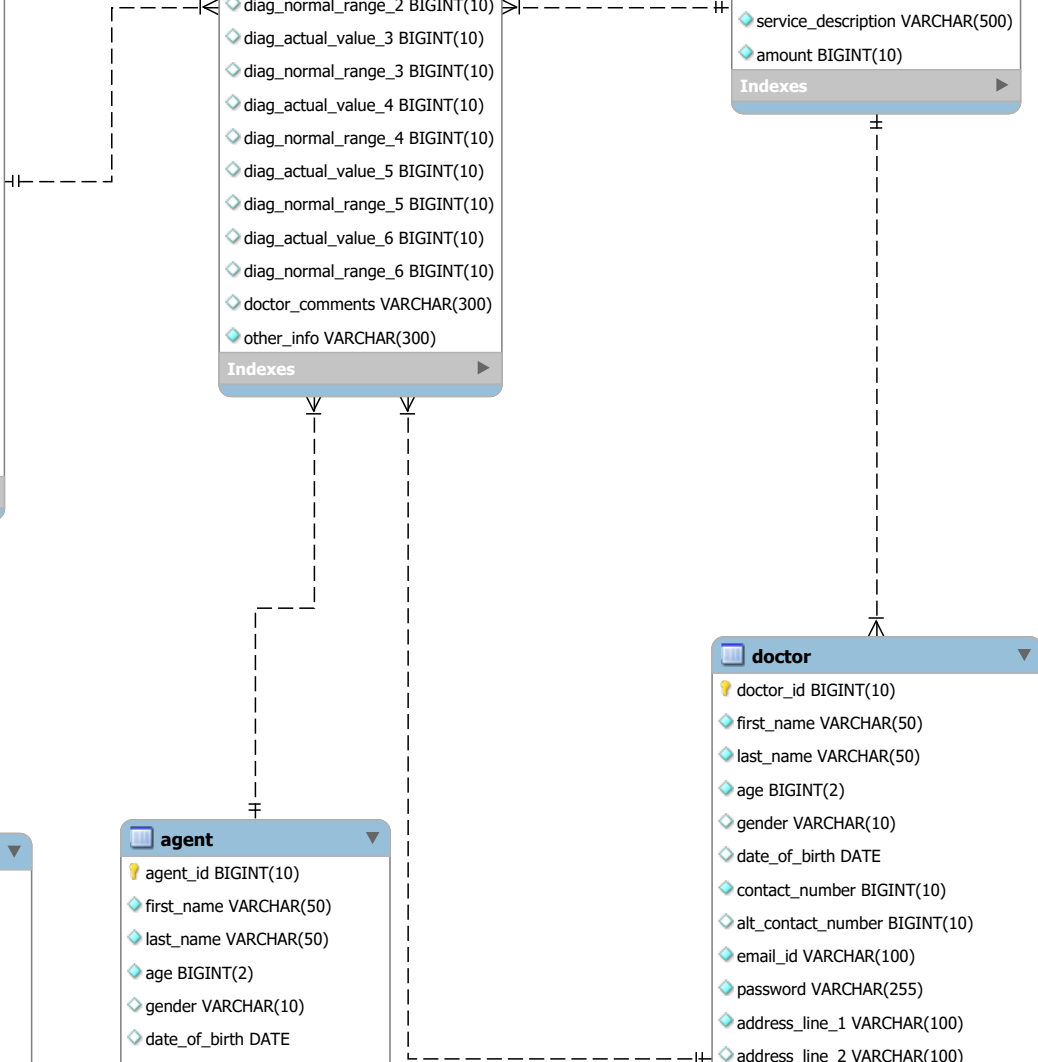 diag_normal_range_2 BIGINT(10)
diag_actual_value_3 BIGINT(10)
diag_normal_range_3 BIGINT(10)
diag_actual_value_4 BIGINT(10)
diag_normal_range_4 BIGINT(10)
diag_actual_value_5 BIGINT(10)
diag_normal_range_5 BIGINT(10)
diag_actual_value_6 BIGINT(10)
diag_normal_range_6 BIGINT(10)
doctor_comments VARCHAR(300)
other_info VARCHAR(300)
Indexes
service_description VARCHAR(500)
amount BIGINT(10)
Indexes
agent
agent_id BIGINT(10)
first_name VARCHAR(50)
last_name VARCHAR(50)
age BIGINT(2)
gender VARCHAR(10)
date_of_birth DATE
doctor
doctor_id BIGINT(10)
first_name VARCHAR(50)
last_name VARCHAR(50)
age BIGINT(2)
gender VARCHAR(10)
date_of_birth DATE
contact_number BIGINT(10)
alt_contact_number BIGINT(10)
email_id VARCHAR(100)
password VARCHAR(255)
address_line_1 VARCHAR(100)
address_line_2 VARCHAR(100)